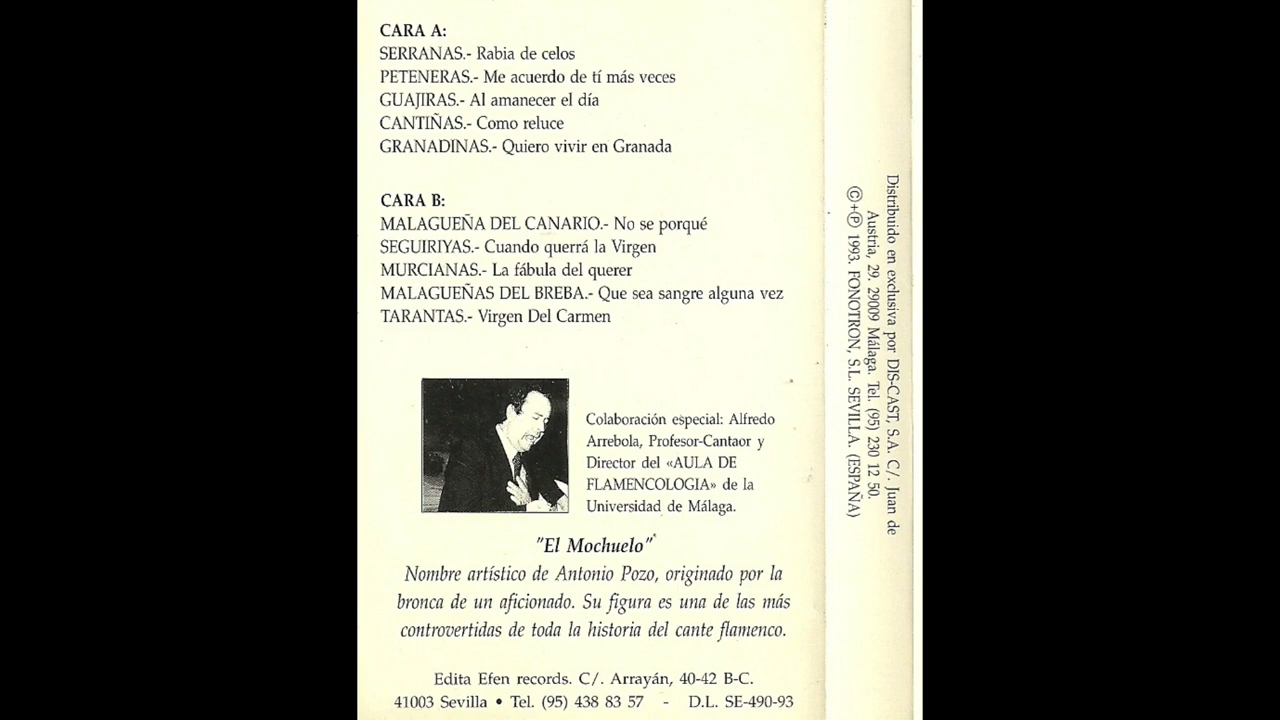 CARA A:
SERRANAS.- Rabia de celos
PETENERAS.- Me acuerdo de tí más veces
GUAJIRAS.- Al amanecer el día
CANTIÑAS.- Como reluce
GRANADINAS.- Quiero vivir en Granada
CARA B:
MALAGUEÑA DEL CANARIO.- No se porqué
SEGUIRIYAS.- Cuando querrá la Virgen
MURCIANAS.- La fábula del querer
MALAGUEÑAS DEL BREBA.- Que sea sangre alguna vez
TARANTAS.- Virgen Del Carmen
Colaboración especial: Alfredo
Arrebola, Profesor-Cantaor y
Director del «AULA DE
FLAMENCOLOGIA» de la
Universidad de Málaga.
"El Mochuelo"
Nombre artístico de Antonio Pozo, originado por la
bronca de un aficionado. Su figura es una de las más
controvertidas de toda la historia del cante flamenco.
Edita Efen records. C/. Arrayán, 40-42 B-C.
41003 Sevilla • Tel. (95) 438 83 57 - D.L. SE-490-93
Distribuido en exclusiva por DIS-CAST, S.A. C/. Juan de
Austria, 29. 29009 Málaga. Tel. (95) 230 12 50.
©+℗ 1993. FONOTRON, S.L. SEVILLA. (ESPAÑA)